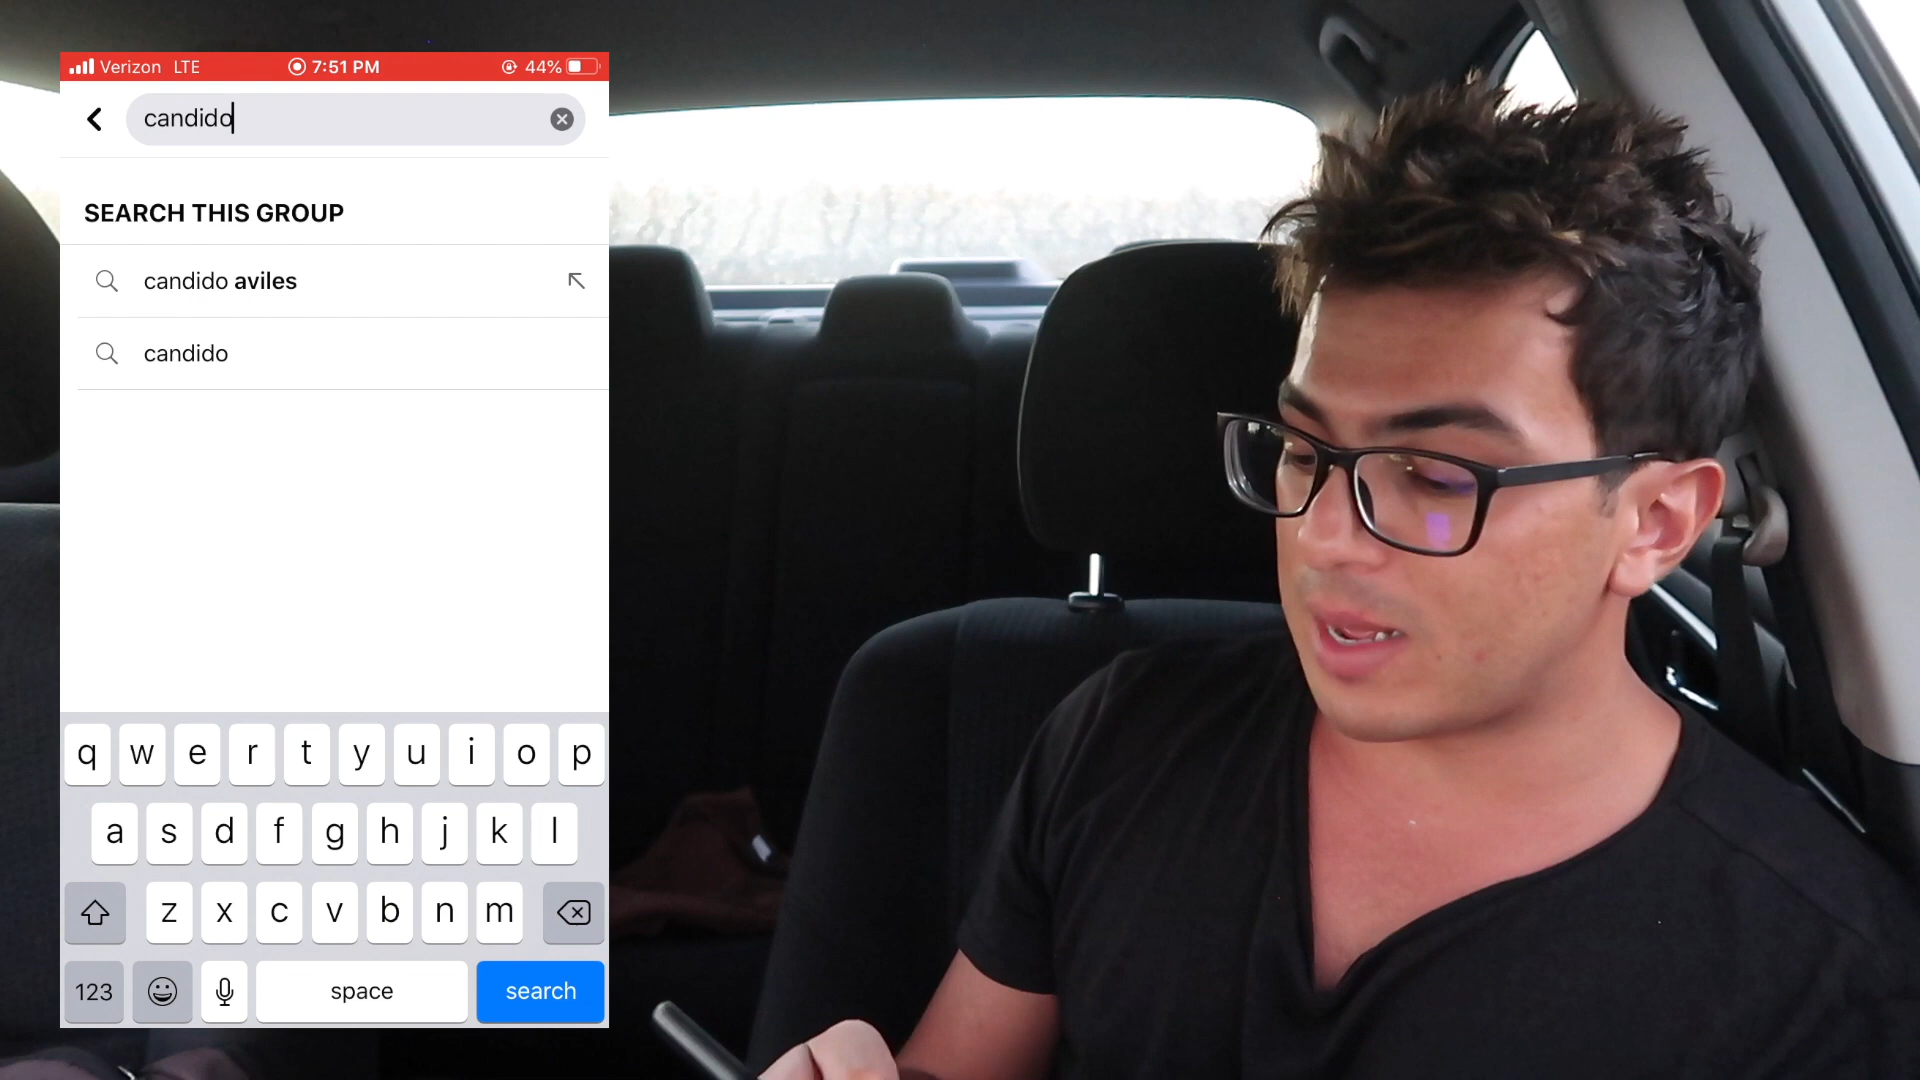 Verizon LTE 7:51 PM 44%
candido
SEARCH THIS GROUP
candido aviles
candido
q w e r t y u i o p
a s d f g h j k l
z x c v b n m
123 space search